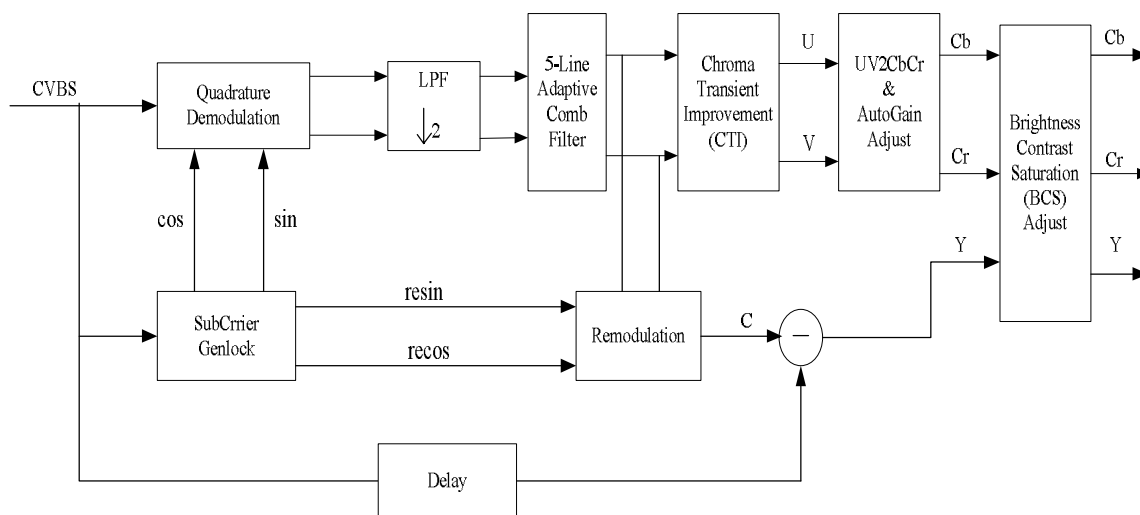 CVBS
Quadrature
Demodulation
LPF
2
5-Line
Adaptive
Comb
Filter
Chroma
Transient
Improvement
(CTI)
U
V
UV2CbCr
&
AutoGain
Adjust
Cb
Cr
Brightness
Contrast
Saturation
(BCS)
Adjust
Cb
Cr
Y
Y
cos
sin
SubCrrier
Genlock
resin
recos
Remodulation
C
−
Delay